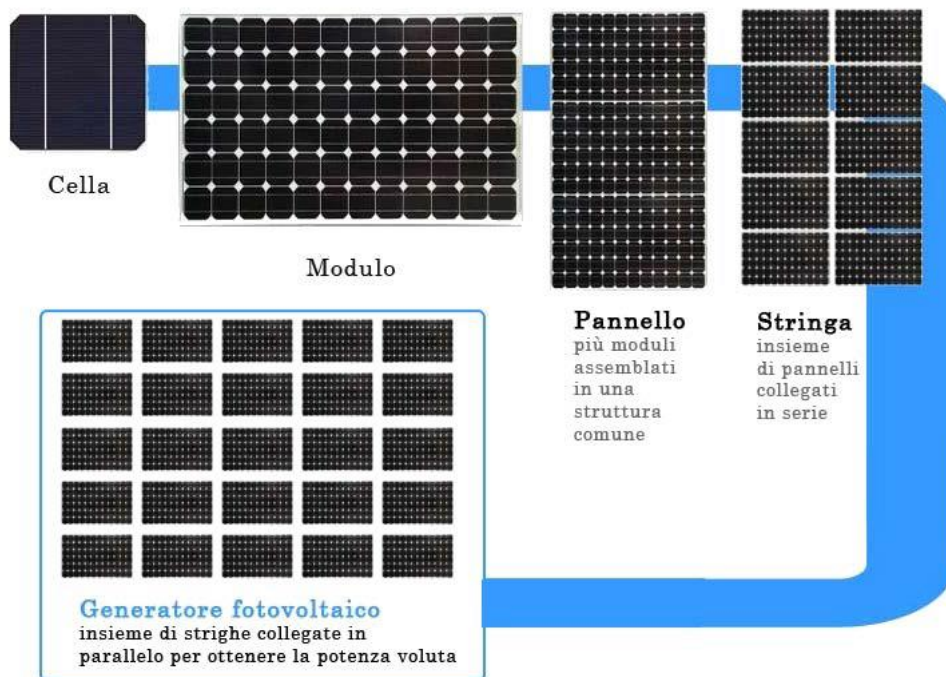 Cella
Modulo
Pannello
più moduli
assemblati
in una
struttura
comune
Stringa
insieme
di pannelli
collegati
in serie
Generatore fotovoltaico
insieme di strighe collegate in
parallelo per ottenere la potenza voluta